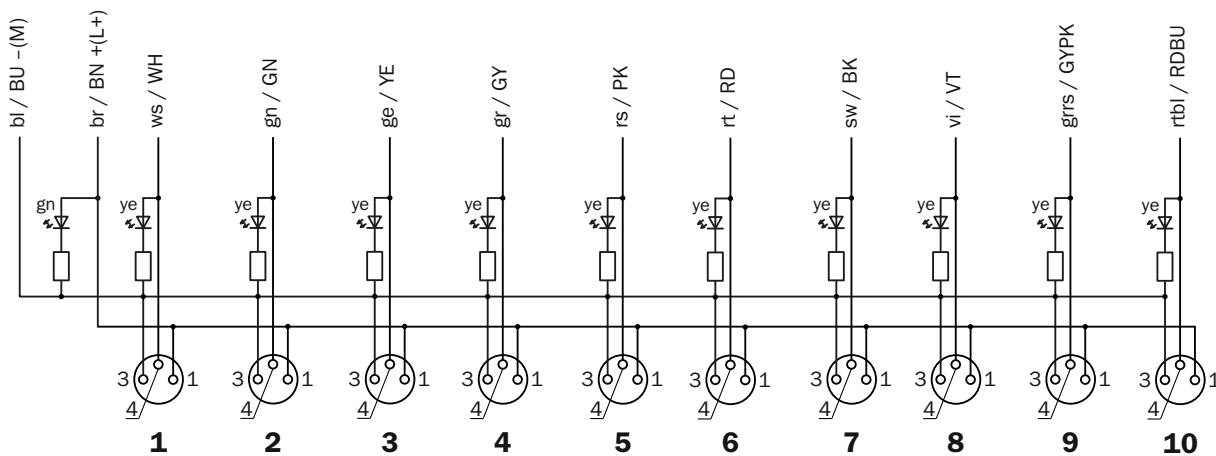 bl / BU –(M)
br / BN +(L+)
ws / WH
gn / GN
ge / YE
gr / GY
rs / PK
rt / RD
sw / BK
vi / VT
grrs / GYPK
rtbl / RDBU
gn ye ye ye ye ye ye ye ye ye ye
3 1 3 1 3 1 3 1 3 1 3 1 3 1 3 1 3 1 3 1
4 4 4 4 4 4 4 4 4 4
1 2 3 4 5 6 7 8 9 10